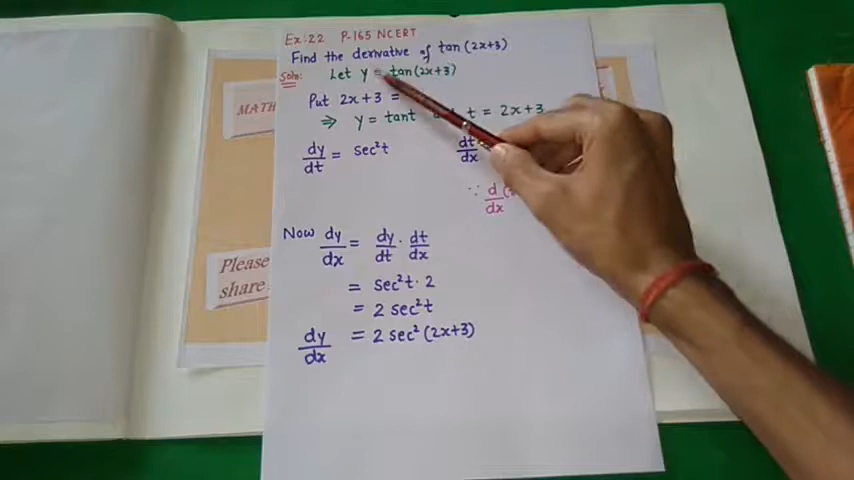 Ex:22 P-165 NCERT
Find the derivative of tan (2x+3)
Soln: Let y = tan(2x+3)
Put 2x+3 =
⇒ y = tant t = 2x+3
dy/dt = sec²t dt/dx
∵ d/dx
Now dy/dx = dy/dt · dt/dx
= sec²t · 2
= 2 sec²t
dy/dx = 2 sec² (2x+3)
MATH
Please
share